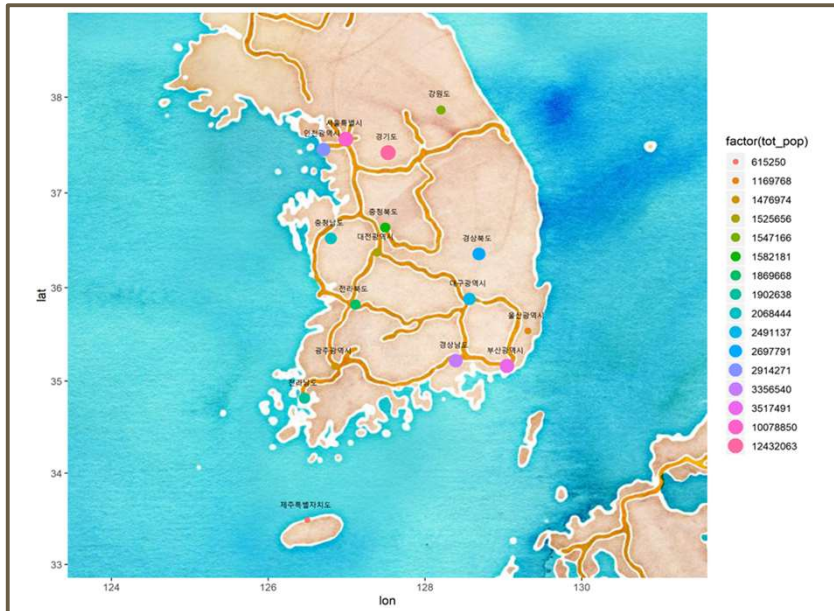 38
37
36
35
34
33
lat
124
126
128
130
lon
강원도
서울특별시
인천광역시
경기도
충청북도
충청남도
대전광역시
경상북도
전라북도
대구광역시
울산광역시
광주광역시
경상남도
부산광역시
전라남도
제주특별자치도
factor(tot_pop)
615250
1169768
1476974
1525656
1547166
1582181
1869668
1902638
2068444
2491137
2697791
2914271
3356540
3517491
10078850
12432063